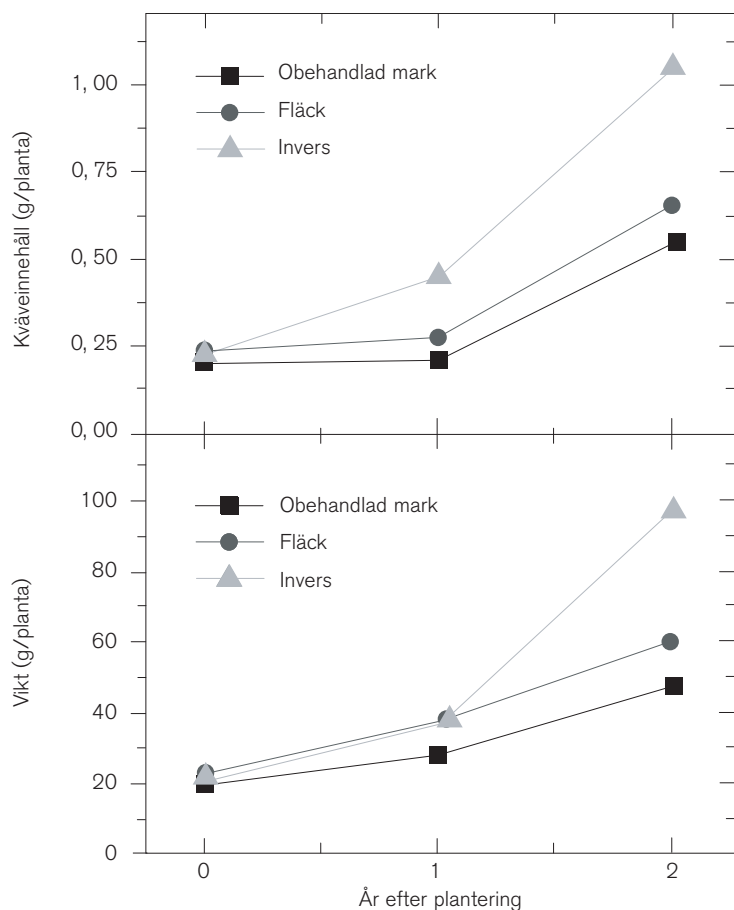 Kväveinnehåll (g/planta)
1, 00
0, 75
0, 50
0, 25
0, 00
Obehandlad mark
Fläck
Invers
Vikt (g/planta)
100
80
60
40
20
0
Obehandlad mark
Fläck
Invers
0 1 2
År efter plantering